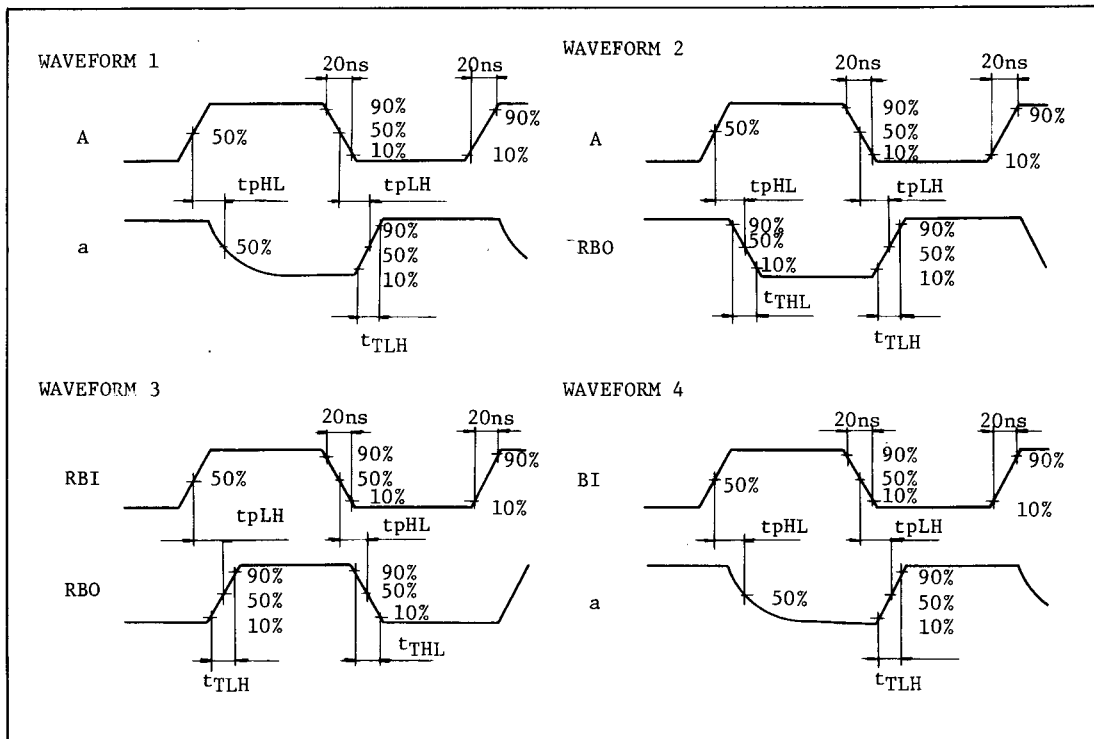 WAVEFORM 1
20ns
20ns
A
50%
90%
50%
10%
90%
10%
tpHL
tpLH
a
50%
90%
50%
10%
tTLH
WAVEFORM 2
20ns
20ns
A
50%
90%
50%
10%
90%
10%
tpHL
tpLH
RBO
90%
50%
10%
90%
50%
10%
tTHL
tTLH
WAVEFORM 3
20ns
20ns
RBI
50%
90%
50%
10%
90%
10%
tpLH
tpHL
RBO
90%
50%
10%
90%
50%
10%
tTHL
tTLH
WAVEFORM 4
20ns
20ns
BI
50%
90%
50%
10%
90%
10%
tpHL
tpLH
a
50%
90%
50%
10%
tTLH